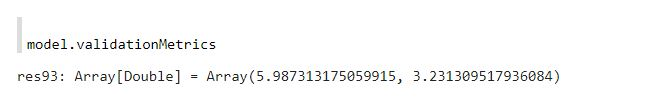 model.validationMetrics
res93: Array[Double] = Array(5.987313175059915, 3.231309517936084)